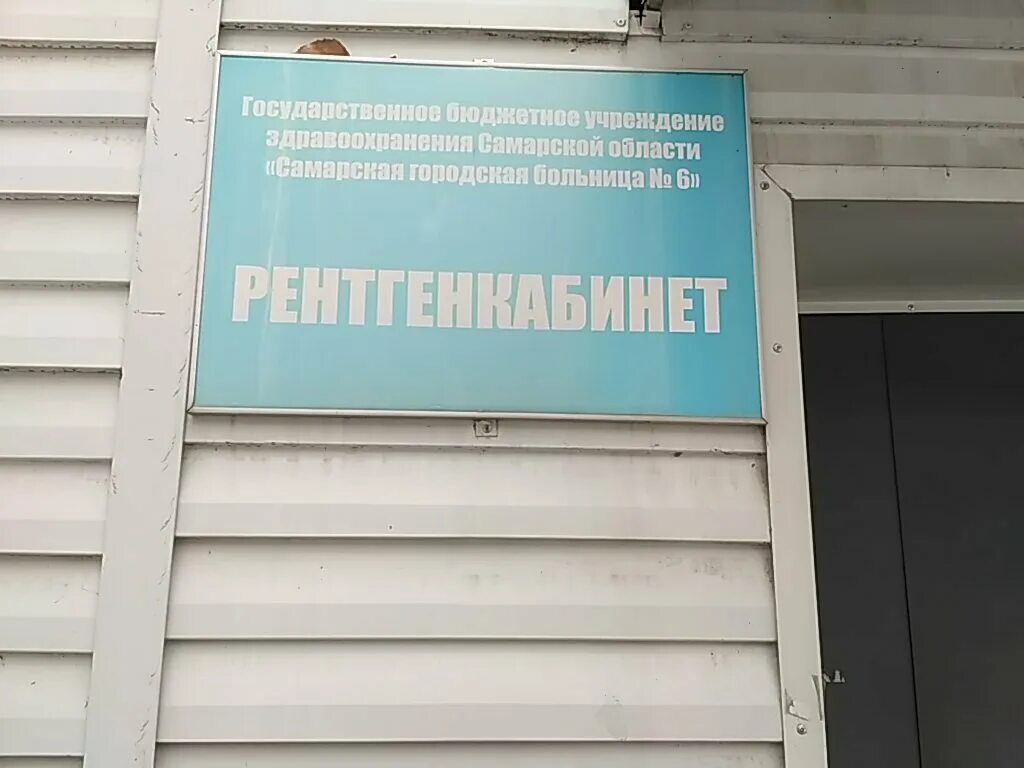 Государственное бюджетное учреждение
здравоохранения Самарской области
«Самарская городская больница № 6»
РЕНТГЕНКАБИНЕТ